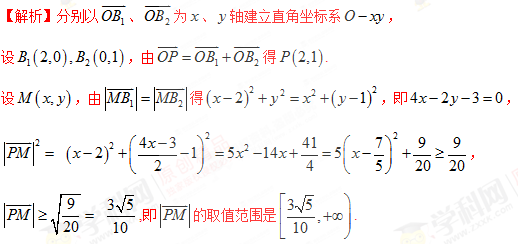 【解析】分别以 $\overrightarrow{OB_1}$、$\overrightarrow{OB_2}$ 为 x、y 轴建立直角坐标系 $O-xy$，
设 $B_1(2,0),B_2(0,1)$，由 $\overrightarrow{OP}=\overrightarrow{OB_1}+\overrightarrow{OB_2}$ 得 $P(2,1)$.
设 $M(x,y)$，由 $|\overrightarrow{MB_1}|=|\overrightarrow{MB_2}|$ 得 $(x-2)^2+y^2=x^2+(y-1)^2$，即 $4x-2y-3=0$，
$|\overrightarrow{PM}|^2=(x-2)^2+\left(\frac{4x-3}{2}-1\right)^2=5x^2-14x+\frac{41}{4}=5\left(x-\frac{7}{5}\right)^2+\frac{9}{20}\geq\frac{9}{20}$，
$|\overrightarrow{PM}|\geq\sqrt{\frac{9}{20}}=\frac{3\sqrt{5}}{10}$,即 $|\overrightarrow{PM}|$ 的取值范围是 $\left[\frac{3\sqrt{5}}{10},+\infty\right)$.